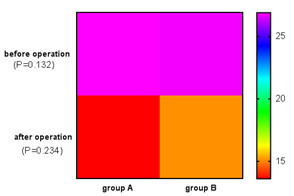 before operation
(P=0.132)
after operation
(P=0.234)
group A
group B
25
20
15